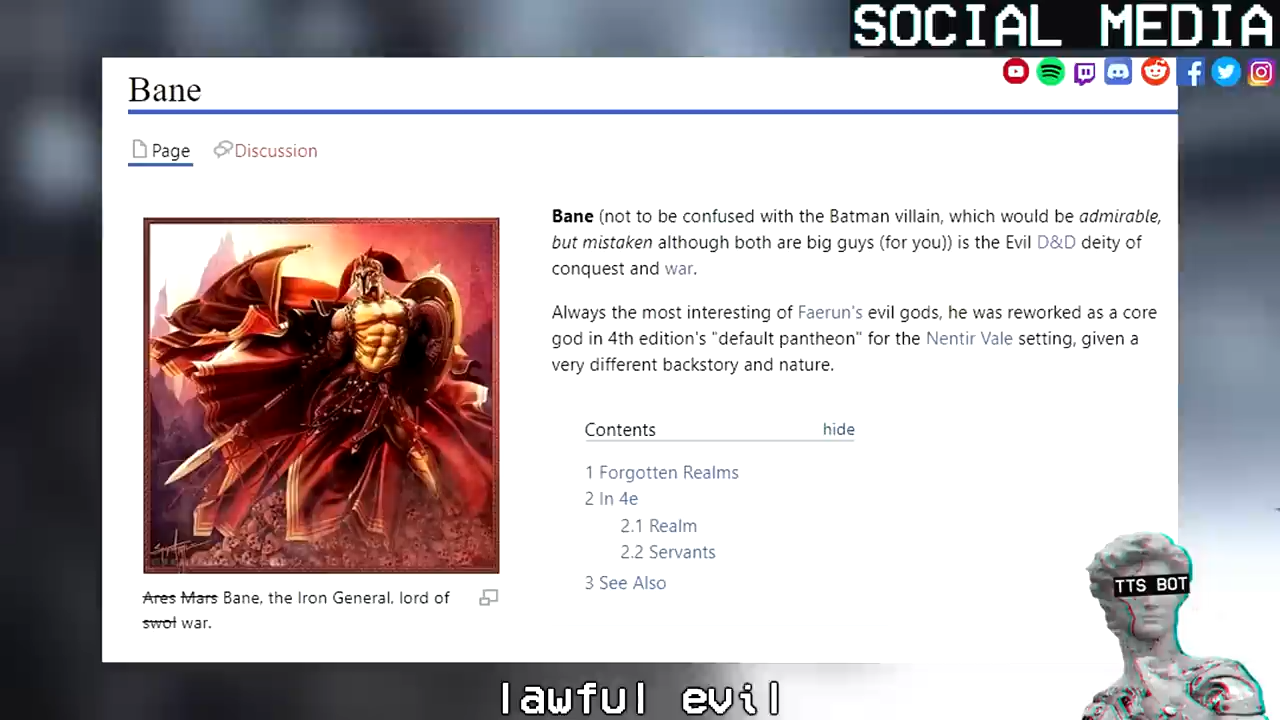 SOCIAL MEDIA
Bane
Page Discussion
Bane (not to be confused with the Batman villain, which would be admirable,
but mistaken although both are big guys (for you)) is the Evil D&D deity of
conquest and war.
Always the most interesting of Faerun's evil gods, he was reworked as a core
god in 4th edition's "default pantheon" for the Nentir Vale setting, given a
very different backstory and nature.
Contents hide
1 Forgotten Realms
2 In 4e
2.1 Realm
2.2 Servants
3 See Also
Ares Mars Bane, the Iron General, lord of
swol war.
TTS BOT
lawful evil